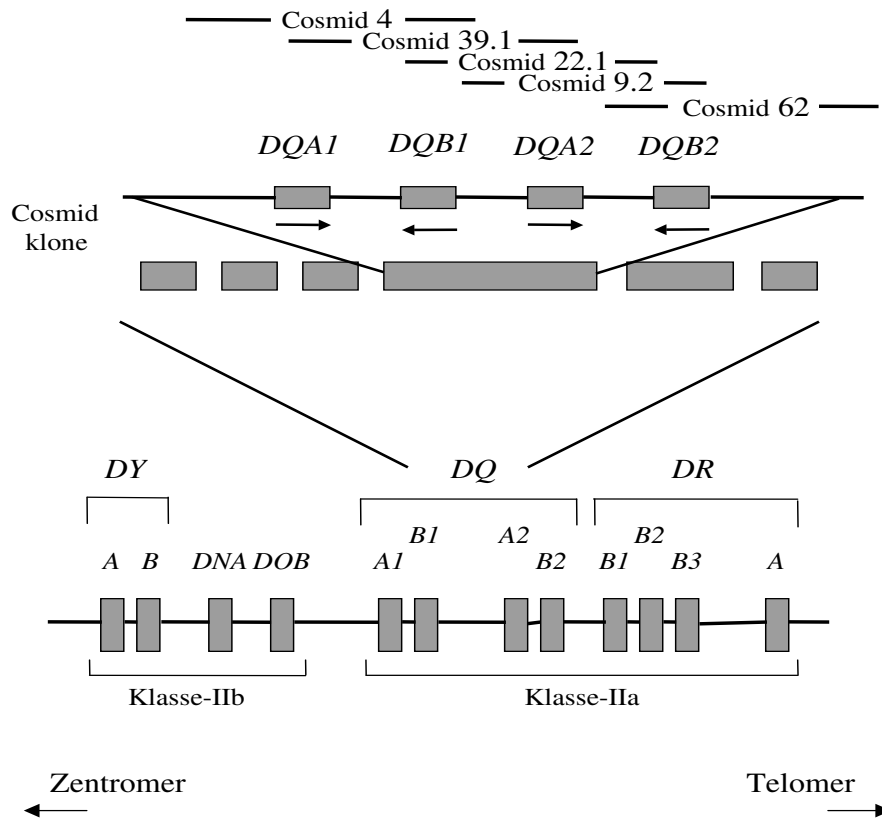 Cosmid 4
Cosmid 39.1
Cosmid 22.1
Cosmid 9.2
Cosmid 62
DQA1 DQB1 DQA2 DQB2
Cosmid
klone
DY DQ DR
B1 A2 B2
A B DNA DOB A1 B2 B1 B3 A
Klasse-IIb Klasse-IIa
Zentromer Telomer